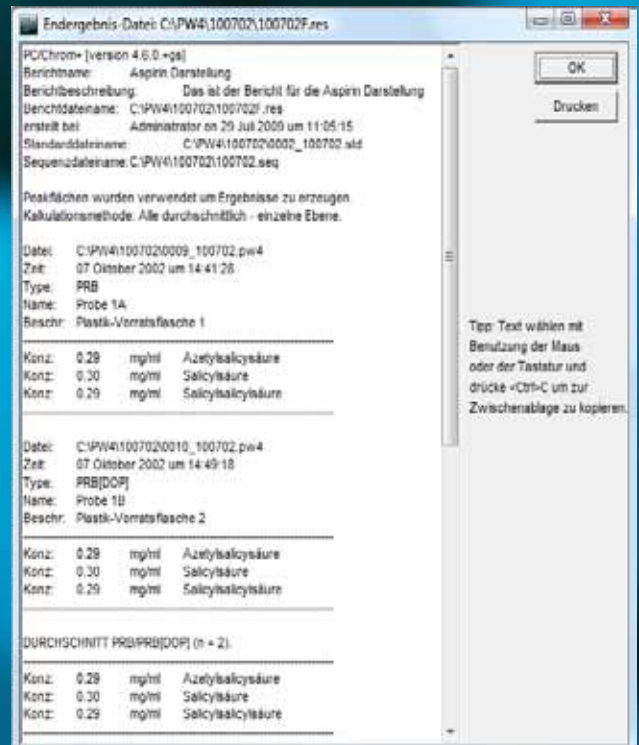 Endergebnis-Datei: C:\PW4\100702\100702F.res
PC/Chrom+ [version 4.6.0.+gs]
Berichtname: Aspirin Darstellung
Berichtbeschreibung: Das ist der Bericht für die Aspirin Darstellung
Berichtdateiname: C:\PW4\100702\100702F.res
erstellt bei: Administrator on 29 Juli 2009 um 11:05:15
Standarddateiname: C:\PW4\100702\0002_100702.std
Sequenzdateiname: C:\PW4\100702\100702.seq
Peakflächen wurden verwendet um Ergebnisse zu erzeugen.
Kalkulationsmethode: Alle durchschnittlich - einzelne Ebene.
Datei: C:\PW4\100702\0009_100702.pw4
Zeit: 07 Oktober 2002 um 14:41:28
Type: PRB
Name: Probe 1A
Beschr: Plastik-Vorratsflasche 1
Konz: 0.29 mg/ml Azetylsalicysäure
Konz: 0.30 mg/ml Salicylsäure
Konz: 0.29 mg/ml Salicylsalicylsäure
Datei: C:\PW4\100702\0010_100702.pw4
Zeit: 07 Oktober 2002 um 14:49:18
Type: PRB[DOP]
Name: Probe 1B
Beschr: Plastik-Vorratsflasche 2
Konz: 0.29 mg/ml Azetylsalicysäure
Konz: 0.30 mg/ml Salicylsäure
Konz: 0.29 mg/ml Salicylsalicylsäure
DURCHSCHNITT PRB/PRB[DOP] (n = 2).
Konz: 0.29 mg/ml Azetylsalicysäure
Konz: 0.30 mg/ml Salicylsäure
Konz: 0.29 mg/ml Salicylsalicylsäure
OK
Drucken
Tipp: Text wählen mit
Benutzung der Maus
oder der Tastatur und
drücke <Ctrl>C um zur
Zwischenablage zu kopieren.